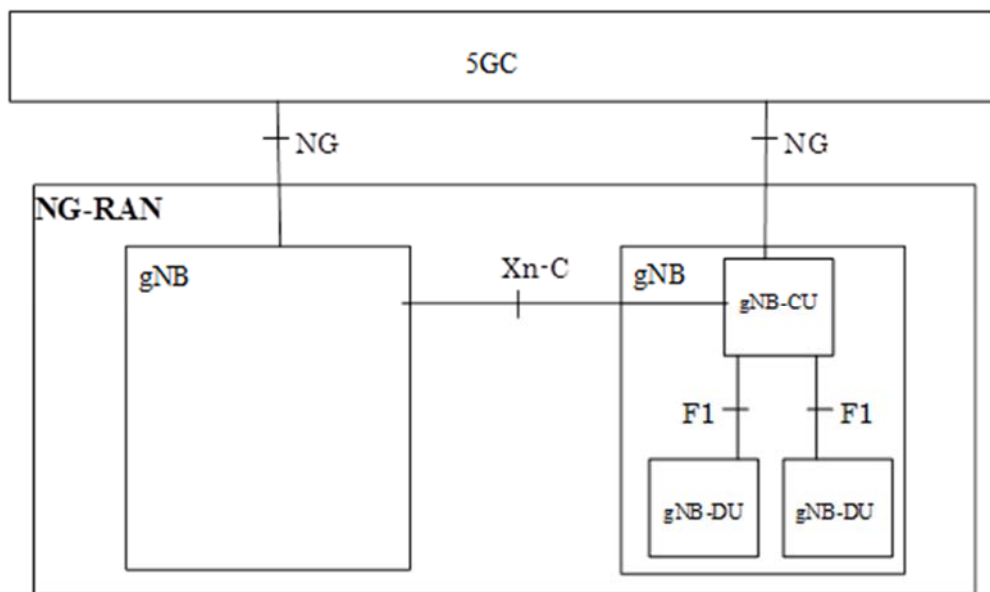 5GC
NG
NG
NG-RAN
gNB
Xn-C
gNB
gNB-CU
F1
F1
gNB-DU
gNB-DU